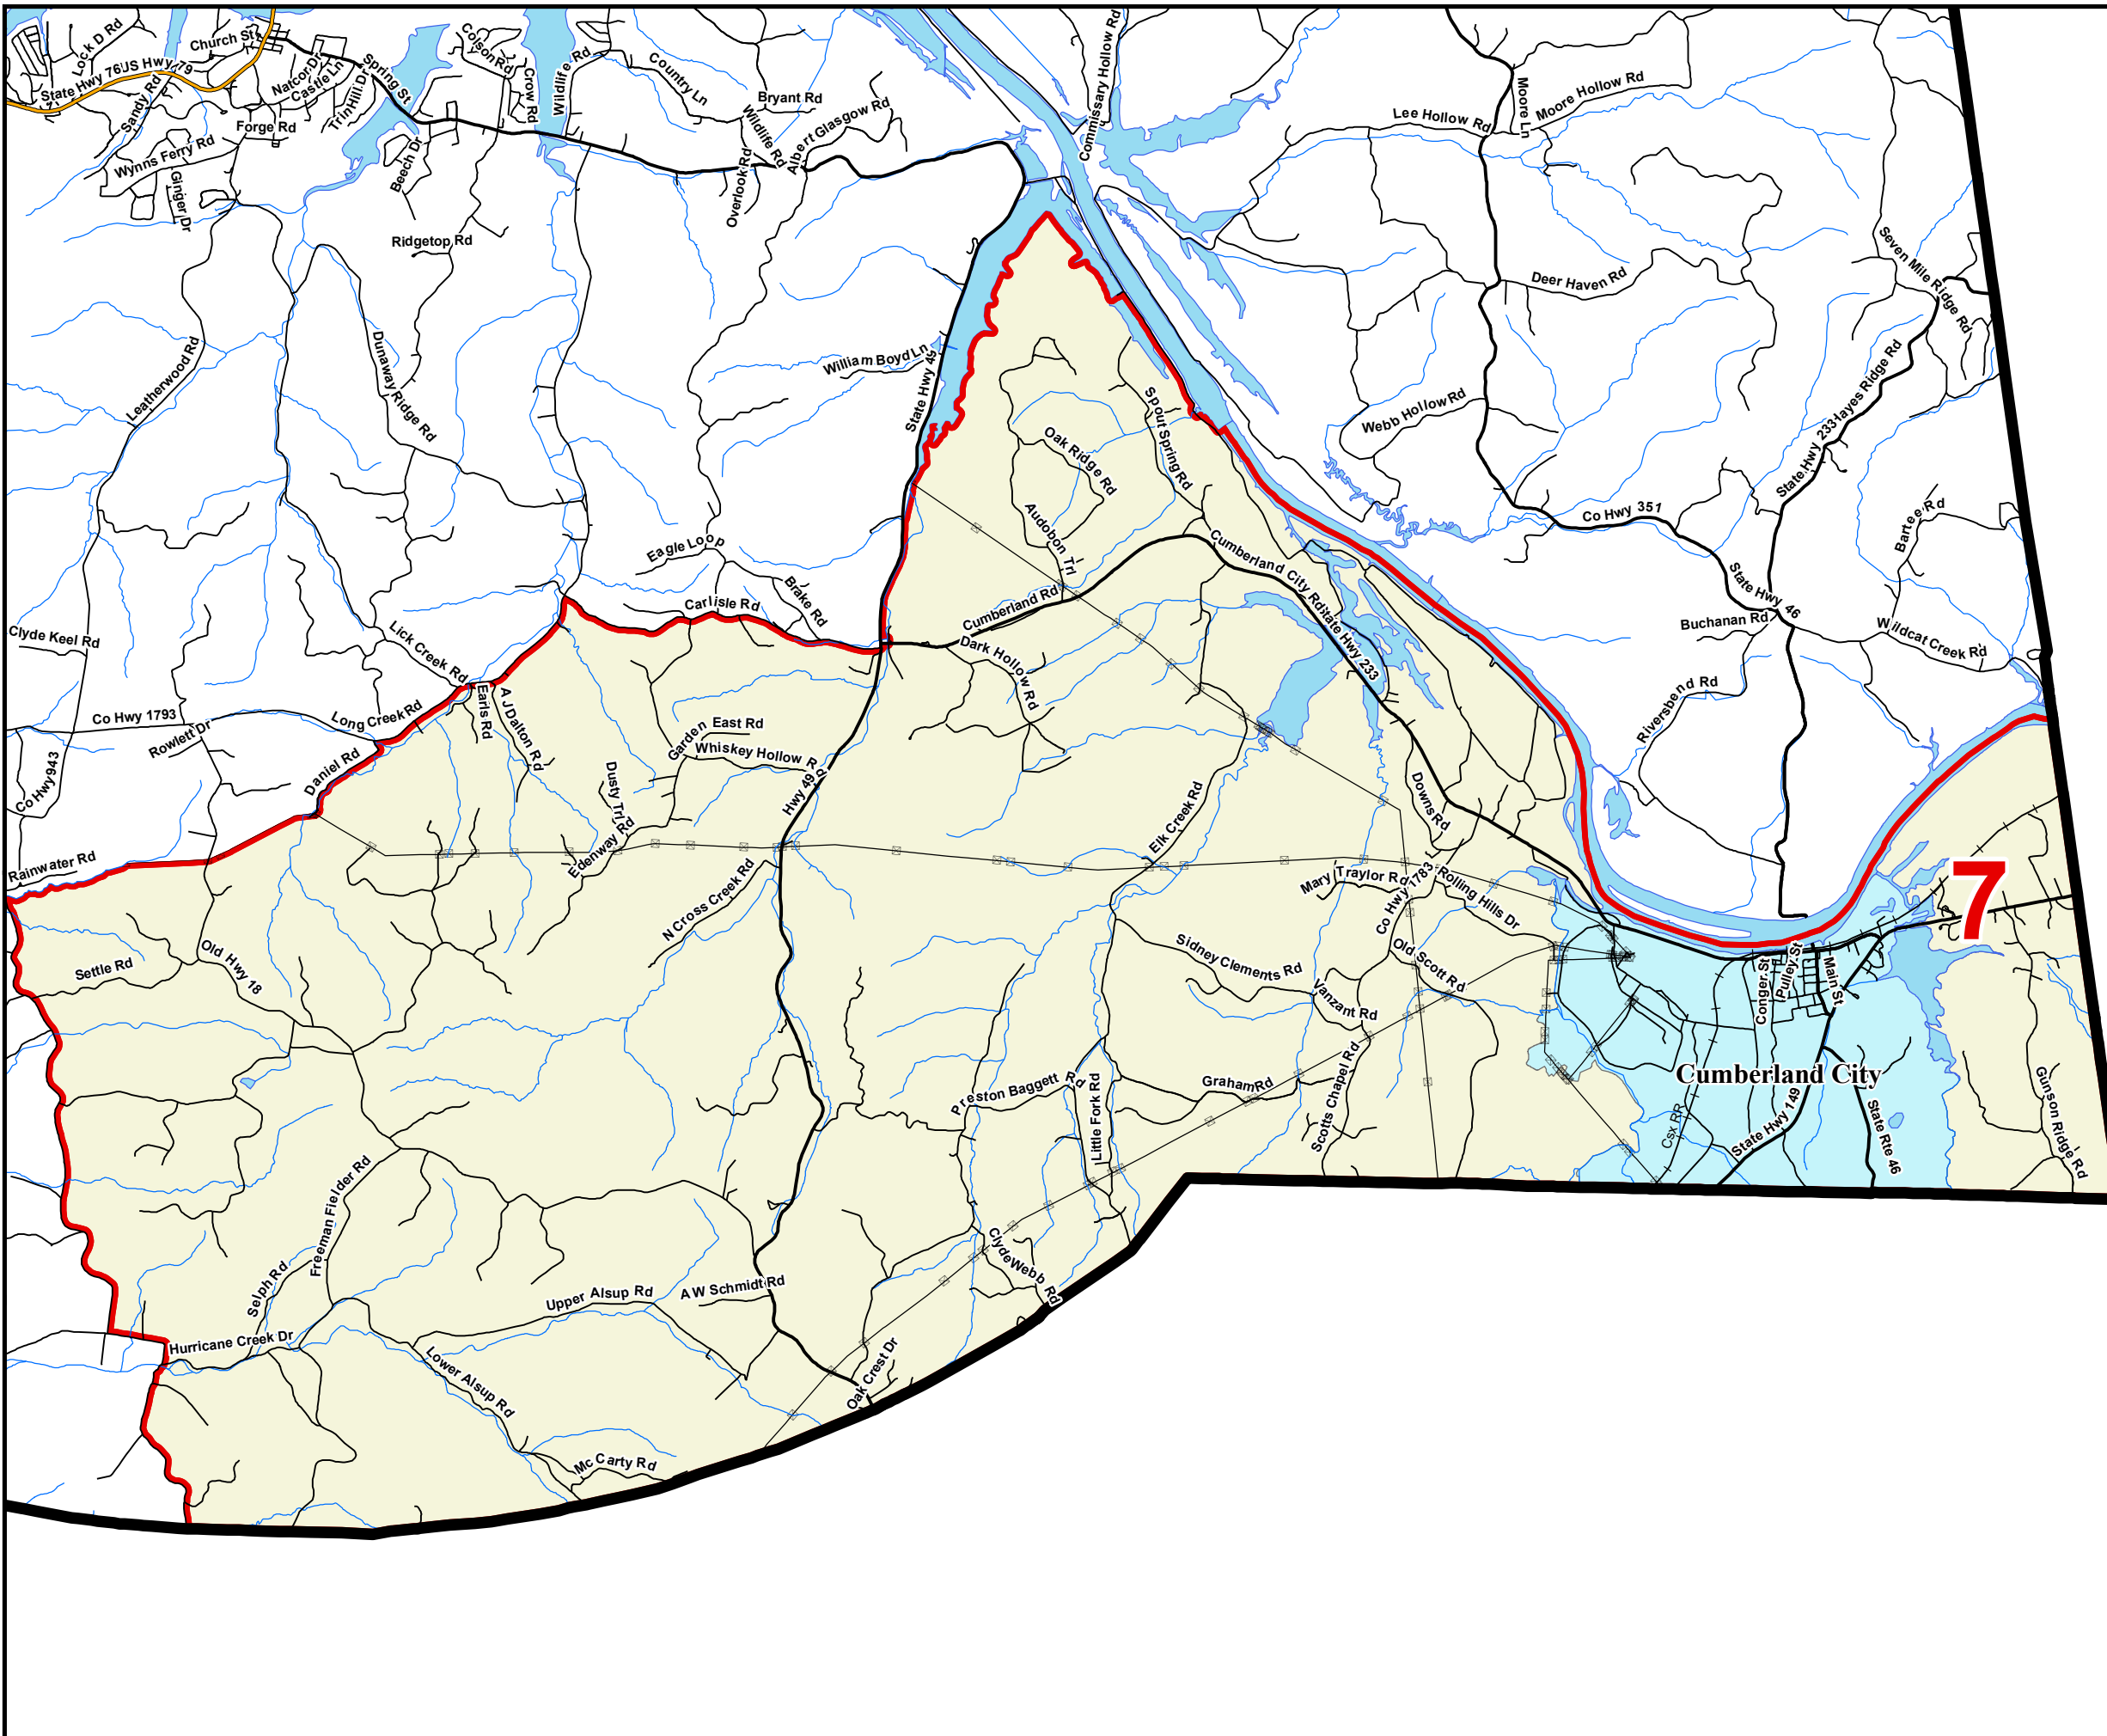 Lock D Rd
Church St
Colson Rd
Commissary Hollow Rd
State Hwy 76
US Hwy 79
Natcor Dr
Castle Ln
Spring St
Crow Rd
Wildlife Rd
Country Ln
Moore Ln
Moore Hollow Rd
Sandy Rd
Trin Hill Dr
Bryant Rd
Lee Hollow Rd
Forge Rd
Wildlife Rd
Albert Glasgow Rd
Wynns Ferry Rd
Beech Dr
Ginger Dr
Overlook Rd
Ridgetop Rd
Seven Mile Ridge Rd
Deer Haven Rd
Leatherwood Rd
Dunaway Ridge Rd
William Boyd Ln
State Hwy 49
Hayes Ridge Rd
State Hwy 233
Spout Spring Rd
Webb Hollow Rd
Oak Ridge Rd
Audobon Trl
Co Hwy 351
Bartee Rd
Eagle Loop
Cumberland City Rd
State Hwy 233
Brake Rd
Carlisle Rd
Cumberland Rd
State Hwy 46
Clyde Keel Rd
Lick Creek Rd
Dark Hollow Rd
Buchanan Rd
Wildcat Creek Rd
Earls Rd
A J Dalton Rd
Riversbend Rd
Co Hwy 1793
Long Creek Rd
Rowlett Dr
Garden
East Rd
Whiskey Hollow Rd
Daniel Rd
Co Hwy 943
Dusty Trl
Hwy 49
Downs Rd
Elk Creek Rd
Edenway Rd
Rainwater Rd
N Cross Creek Rd
Mary Traylor Rd
Co Hwy 1783
Rolling Hills Dr
7
Settle Rd
Old Hwy 18
Sidney Clements Rd
Old Scott Rd
Vanzant Rd
Conger St
Pulley St
Main St
Cumberland City
Preston Baggett Rd
Little Fork Rd
Graham Rd
Scotts Chapel Rd
Csx RR
State Hwy 149
State Rte 46
Gunson Ridge Rd
Freeman Fielder Rd
Selph Rd
Clyde Webb Rd
Upper Alsup Rd
A W Schmidt Rd
Hurricane Creek Dr
Lower Alsup Rd
Oak Crest Dr
Mc Carty Rd